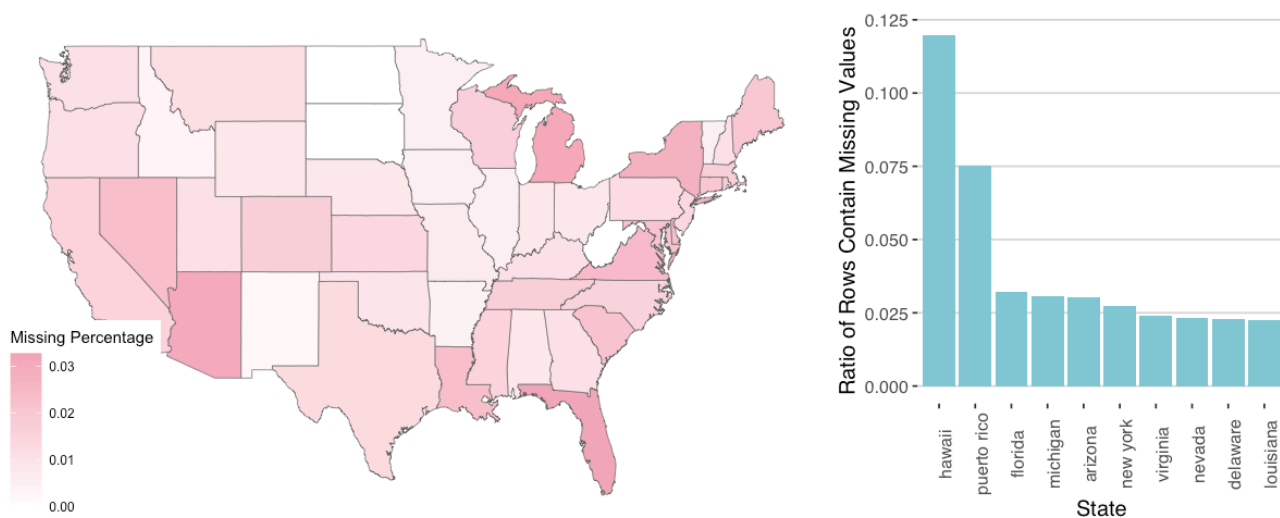 Missing Percentage
0.03
0.02
0.01
0.00
Ratio of Rows Contain Missing Values
0.125
0.100
0.075
0.050
0.025
0.000
hawaii
puerto rico
florida
michigan
arizona
new york
virginia
nevada
delaware
louisiana
State